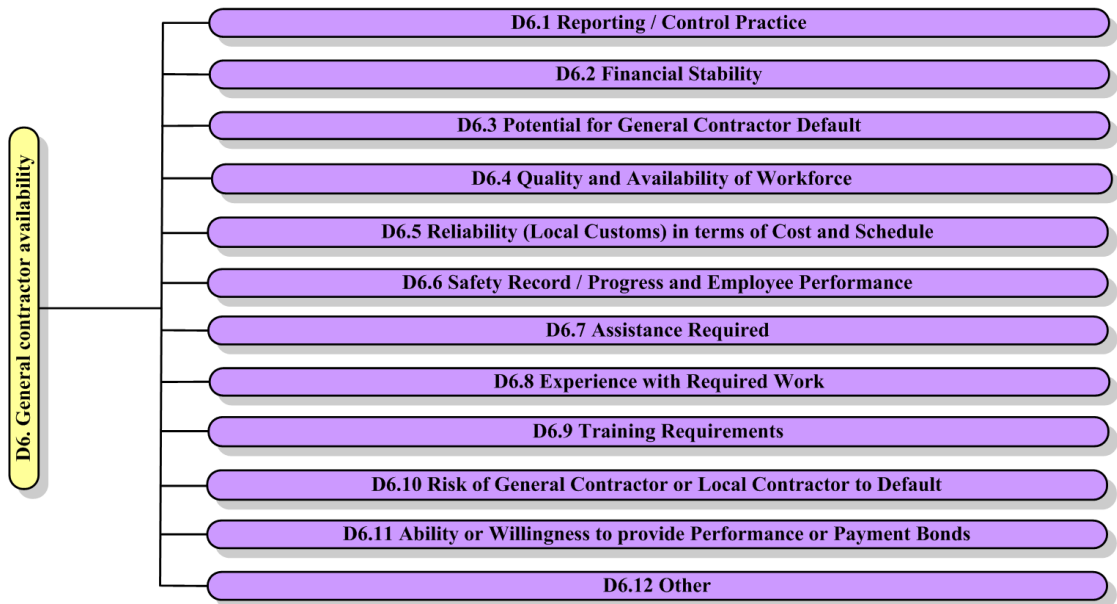 D6. General contractor availability
D6.1 Reporting / Control Practice
D6.2 Financial Stability
D6.3 Potential for General Contractor Default
D6.4 Quality and Availability of Workforce
D6.5 Reliability (Local Customs) in terms of Cost and Schedule
D6.6 Safety Record / Progress and Employee Performance
D6.7 Assistance Required
D6.8 Experience with Required Work
D6.9 Training Requirements
D6.10 Risk of General Contractor or Local Contractor to Default
D6.11 Ability or Willingness to provide Performance or Payment Bonds
D6.12 Other